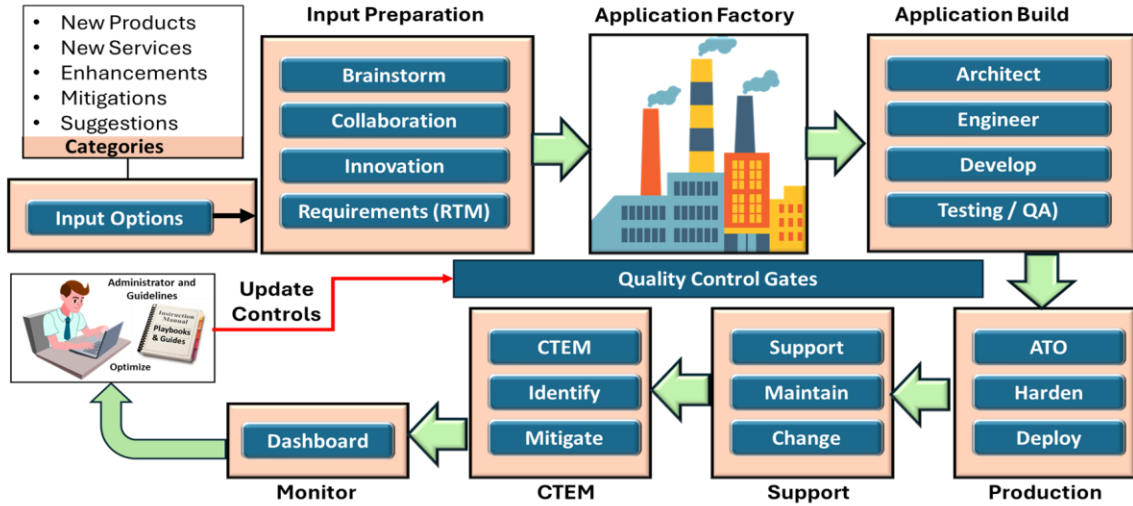 New Products
New Services
Enhancements
Mitigations
Suggestions
Categories
Input Options
Input Preparation
Brainstorm
Collaboration
Innovation
Requirements (RTM)
Application Factory
Application Build
Architect
Engineer
Develop
Testing / QA)
Quality Control Gates
Administrator and
Guidelines
Instruction
Manual
Playbooks
& Guides
Optimize
Update
Controls
Dashboard
Monitor
CTEM
Identify
Mitigate
CTEM
Support
Maintain
Change
Support
ATO
Harden
Deploy
Production